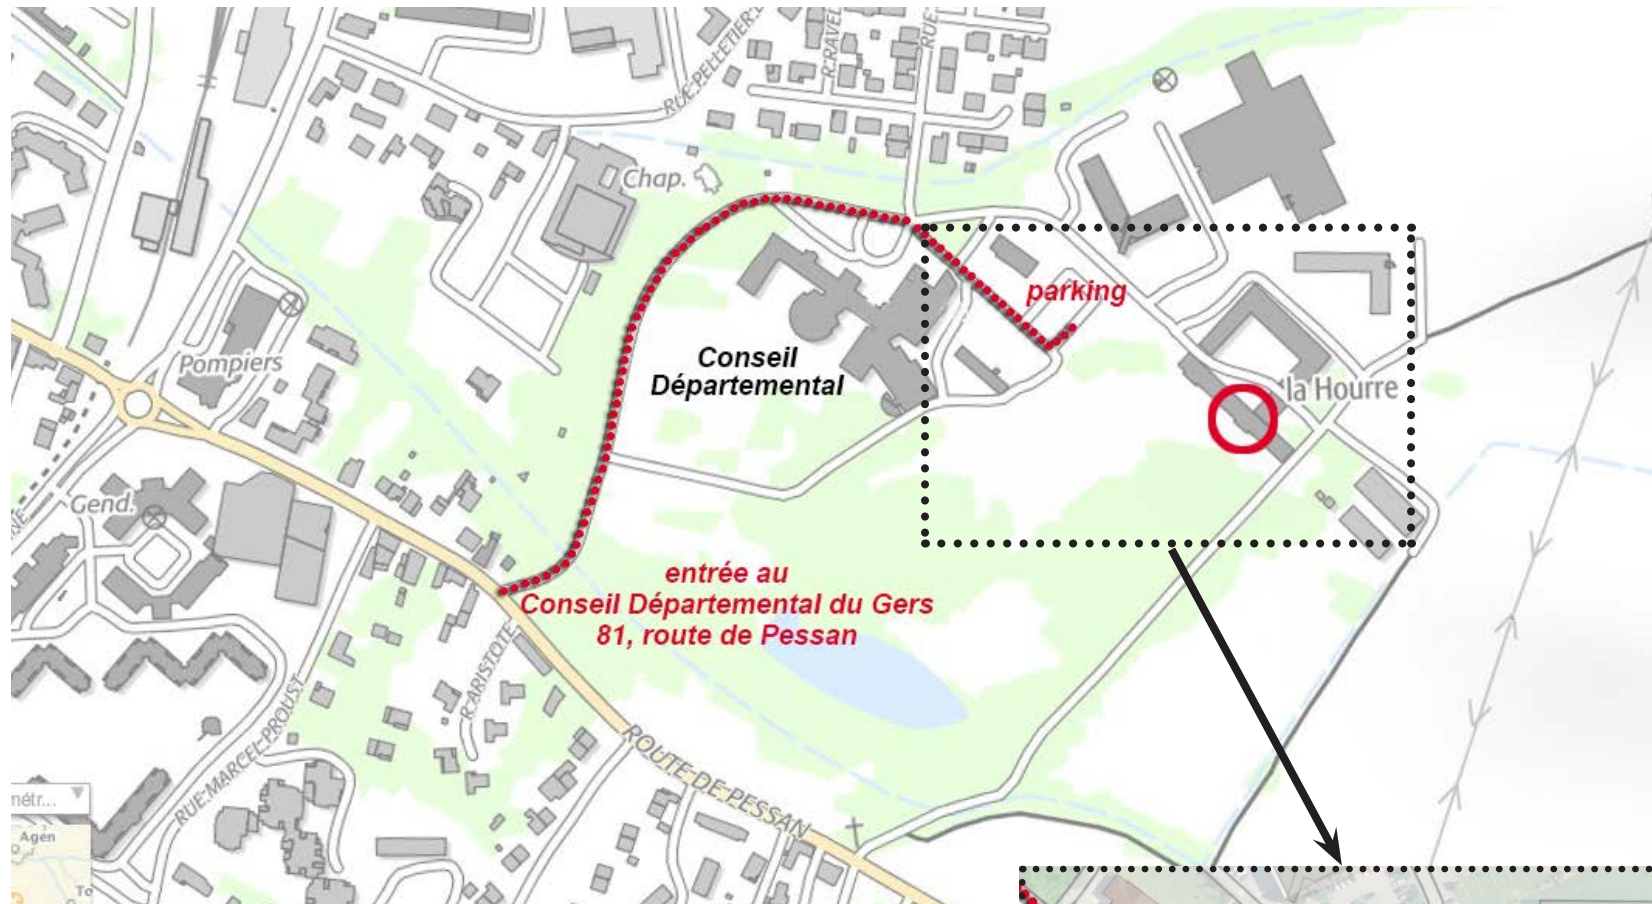 RUE PELLETIER
R. RAVEL
RUE
Chap.
parking
Conseil
Départemental
Pompiers
la Hourre
Gend.
entrée au
Conseil Départemental du Gers
81, route de Pessan
R. ARISTOTE
RUE MARCEL PROUST
ROUTE DE PESSAN
métr...
Agen